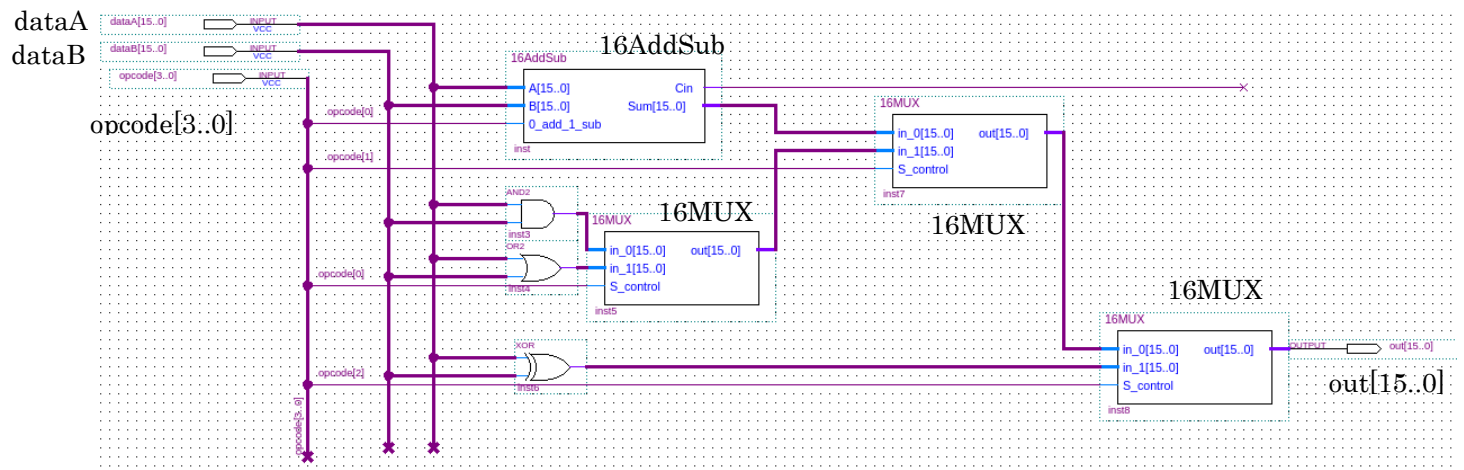 dataA
dataA[15..0]
INPUT
VCC
dataB
dataB[15..0]
INPUT
VCC
opcode[3..0]
INPUT
VCC
opcode[3..0]
16AddSub
16AddSub
A[15..0]
Cin
B[15..0]
Sum[15..0]
0_add_1_sub
inst
opcode[0]
opcode[1]
16MUX
in_0[15..0]
out[15..0]
in_1[15..0]
S_control
inst7
16MUX
AND2
inst3
OR2
inst4
opcode[0]
16MUX
16MUX
in_0[15..0]
out[15..0]
in_1[15..0]
S_control
inst5
XOR
inst6
opcode[2]
opcode[3..0]
16MUX
16MUX
in_0[15..0]
out[15..0]
in_1[15..0]
S_control
inst8
OUTPUT
out[15..0]
out[15..0]